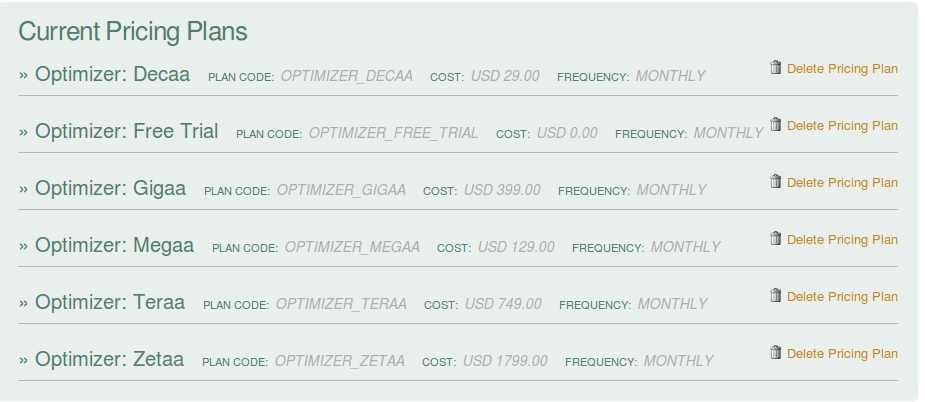 Current Pricing Plans
» Optimizer: Decaa PLAN CODE: OPTIMIZER_DECAA COST: USD 29.00 FREQUENCY: MONTHLY Delete Pricing Plan
» Optimizer: Free Trial PLAN CODE: OPTIMIZER_FREE_TRIAL COST: USD 0.00 FREQUENCY: MONTHLY Delete Pricing Plan
» Optimizer: Gigaa PLAN CODE: OPTIMIZER_GIGAA COST: USD 399.00 FREQUENCY: MONTHLY Delete Pricing Plan
» Optimizer: Megaa PLAN CODE: OPTIMIZER_MEGAA COST: USD 129.00 FREQUENCY: MONTHLY Delete Pricing Plan
» Optimizer: Teraa PLAN CODE: OPTIMIZER_TERAA COST: USD 749.00 FREQUENCY: MONTHLY Delete Pricing Plan
» Optimizer: Zetaa PLAN CODE: OPTIMIZER_ZETAA COST: USD 1799.00 FREQUENCY: MONTHLY Delete Pricing Plan